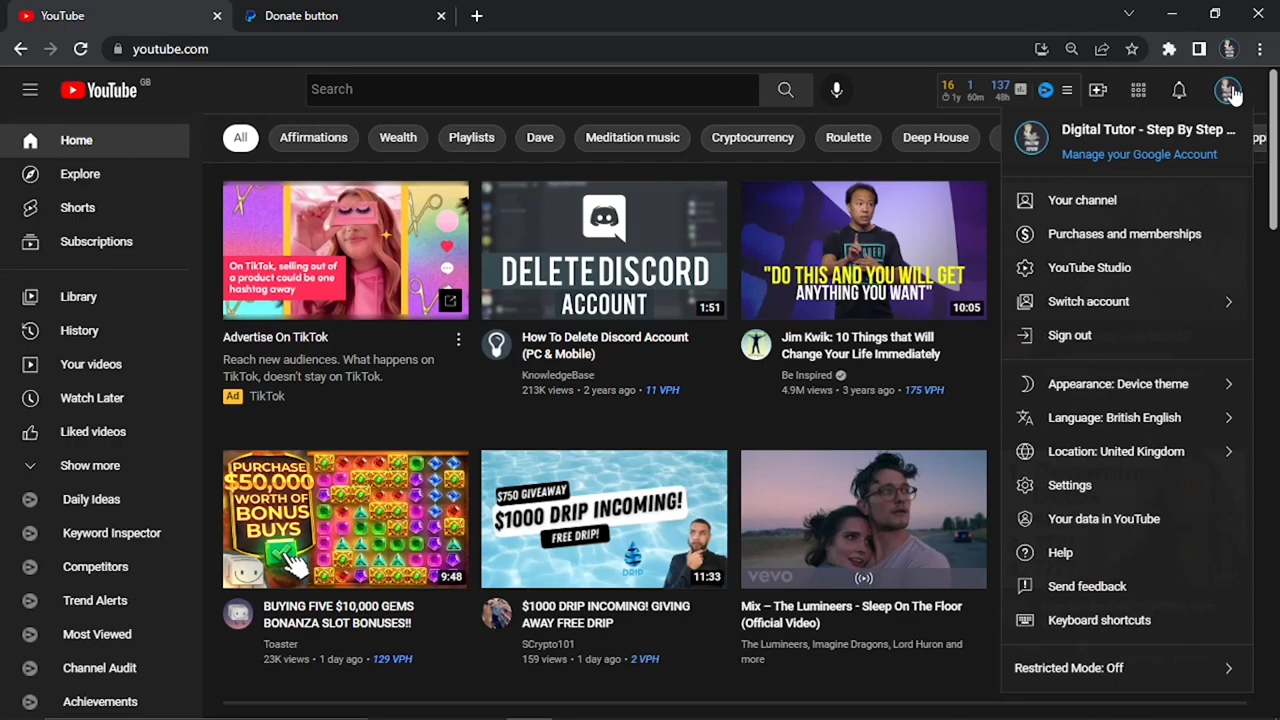 YouTube
Donate button
youtube.com
YouTube GB
Search
16 1 137
1y 60m 48h
Home
Explore
Shorts
Subscriptions
Library
History
Your videos
Watch Later
Liked videos
Show more
Daily Ideas
Keyword Inspector
Competitors
Trend Alerts
Most Viewed
Channel Audit
Achievements
All
Affirmations
Wealth
Playlists
Dave
Meditation music
Cryptocurrency
Roulette
Deep House
On TikTok, selling out of
a product could be one
hashtag away
Advertise On TikTok
Reach new audiences. What happens on
TikTok, doesn't stay on TikTok.
Ad TikTok
DELETE DISCORD
ACCOUNT
1:51
How To Delete Discord Account
(PC & Mobile)
KnowledgeBase
213K views • 2 years ago • 11 VPH
"DO THIS AND YOU WILL GET
ANYTHING YOU WANT"
10:05
Jim Kwik: 10 Things that Will
Change Your Life Immediately
Be Inspired
4.9M views • 3 years ago • 175 VPH
PURCHASE
$50,000
WORTH OF
BONUS
BUYS
9:48
BUYING FIVE $10,000 GEMS
BONANZA SLOT BONUSES!!
Toaster
23K views • 1 day ago • 129 VPH
$750 GIVEAWAY
$1000 DRIP INCOMING!
FREE DRIP!
DRIP
11:33
$1000 DRIP INCOMING! GIVING
AWAY FREE DRIP
SCrypto101
159 views • 1 day ago • 2 VPH
vevo
Mix – The Lumineers - Sleep On The Floor
(Official Video)
The Lumineers, Imagine Dragons, Lord Huron and
more
Digital Tutor - Step By Step ...
Manage your Google Account
Your channel
Purchases and memberships
YouTube Studio
Switch account
Sign out
Appearance: Device theme
Language: British English
Location: United Kingdom
Settings
Your data in YouTube
Help
Send feedback
Keyboard shortcuts
Restricted Mode: Off